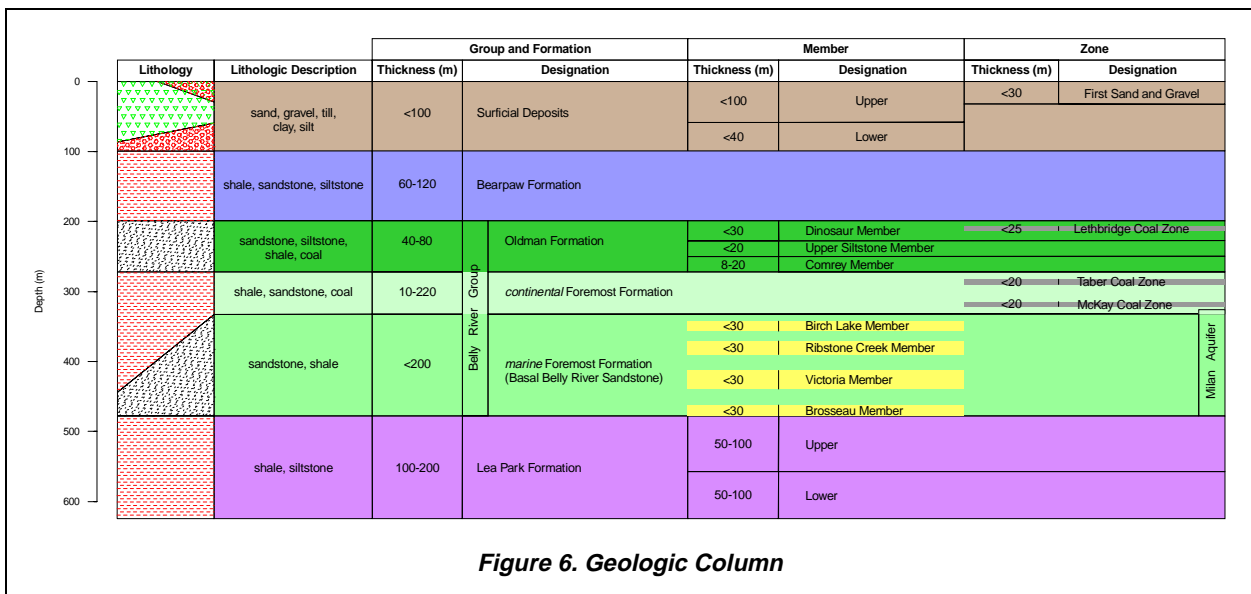 Group and Formation Member Zone
Lithology Lithologic Description Thickness (m) Designation Thickness (m) Designation Thickness (m) Designation
0
<30 First Sand and Gravel
sand, gravel, till,
clay, silt
<100 Surficial Deposits <100 Upper
<40 Lower
100
shale, sandstone, siltstone 60-120 Bearpaw Formation
200
<30 Dinosaur Member <25 Lethbridge Coal Zone
sandstone, siltstone,
shale, coal
40-80 Oldman Formation <20 Upper Siltstone Member
8-20 Comrey Member
Depth (m)
Belly River Group
300
shale, sandstone, coal 10-220 continental Foremost Formation
<20 Taber Coal Zone
<20 McKay Coal Zone
<30 Birch Lake Member
400
sandstone, shale <200 marine Foremost Formation
(Basal Belly River Sandstone)
<30 Ribstone Creek Member
<30 Victoria Member
<30 Brosseau Member
Milan Aquifer
500
50-100 Upper
shale, siltstone 100-200 Lea Park Formation
50-100 Lower
600
Figure 6. Geologic Column